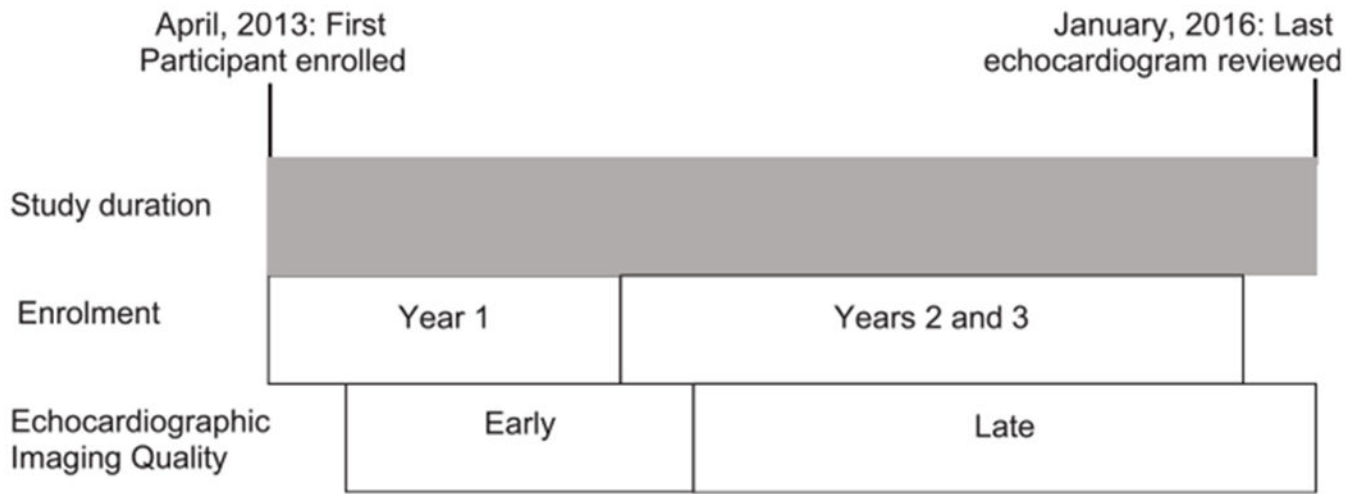 April, 2013: First
Participant enrolled
January, 2016: Last
echocardiogram reviewed
Study duration
Enrolment
Year 1
Years 2 and 3
Echocardiographic
Imaging Quality
Early
Late